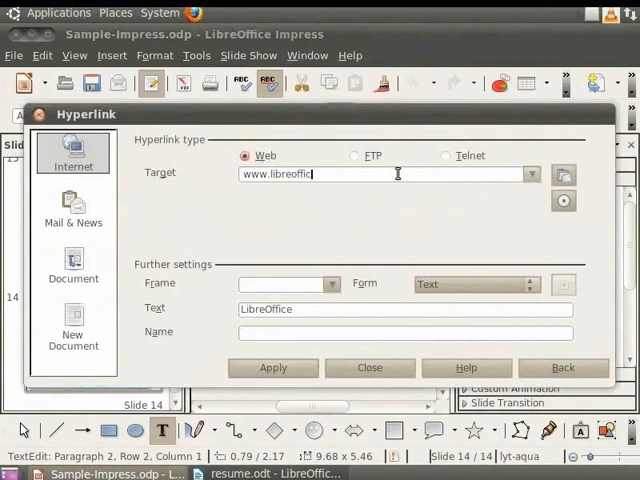 Applications Places System
Sample-Impress.odp - LibreOffice Impress
File Edit View Insert Format Tools Slide Show Window Help
ABC ABC
Hyperlink
Internet
Mail & News
Document
New
Document
Hyperlink type
Web FTP Telnet
Target www.libreoffic
Further settings
Frame Form Text
Text LibreOffice
Name
Apply Close Help Back
14
Slide 14
Custom Animation
Slide Transition
TextEdit: Paragraph 2, Row 2, Column 1 0.79 / 2.17 9.68 x 5.46 Slide 14 / 14 lyt-aqua
Sample-Impress.odp - L... resume.odt - LibreOffic...